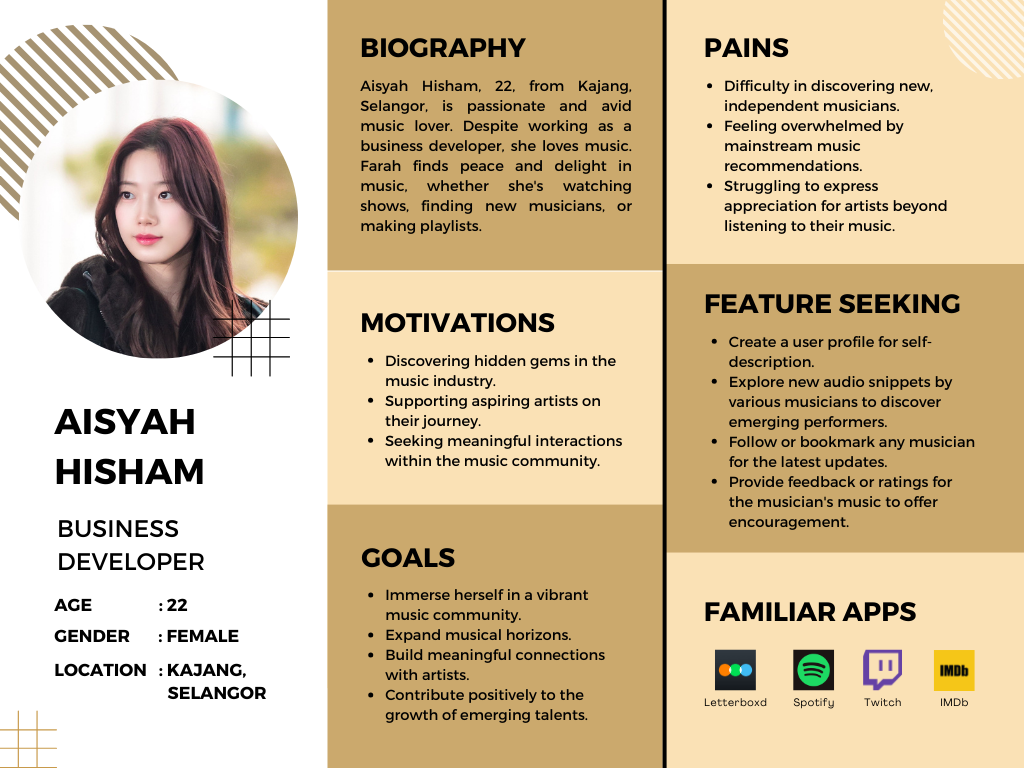 AISYAH
HISHAM
BUSINESS
DEVELOPER
AGE : 22
GENDER : FEMALE
LOCATION : KAJANG,
SELANGOR
BIOGRAPHY
Aisyah Hisham, 22, from Kajang,
Selangor, is passionate and avid
music lover. Despite working as a
business developer, she loves music.
Farah finds peace and delight in
music, whether she's watching
shows, finding new musicians, or
making playlists.
MOTIVATIONS
• Discovering hidden gems in the
music industry.
• Supporting aspiring artists on
their journey.
• Seeking meaningful interactions
within the music community.
GOALS
• Immerse herself in a vibrant
music community.
• Expand musical horizons.
• Build meaningful connections
with artists.
• Contribute positively to the
growth of emerging talents.
PAINS
• Difficulty in discovering new,
independent musicians.
• Feeling overwhelmed by
mainstream music
recommendations.
• Struggling to express
appreciation for artists beyond
listening to their music.
FEATURE SEEKING
• Create a user profile for self-
description.
• Explore new audio snippets by
various musicians to discover
emerging performers.
• Follow or bookmark any musician
for the latest updates.
• Provide feedback or ratings for
the musician's music to offer
encouragement.
FAMILIAR APPS
IMDb
Letterboxd Spotify Twitch IMDb